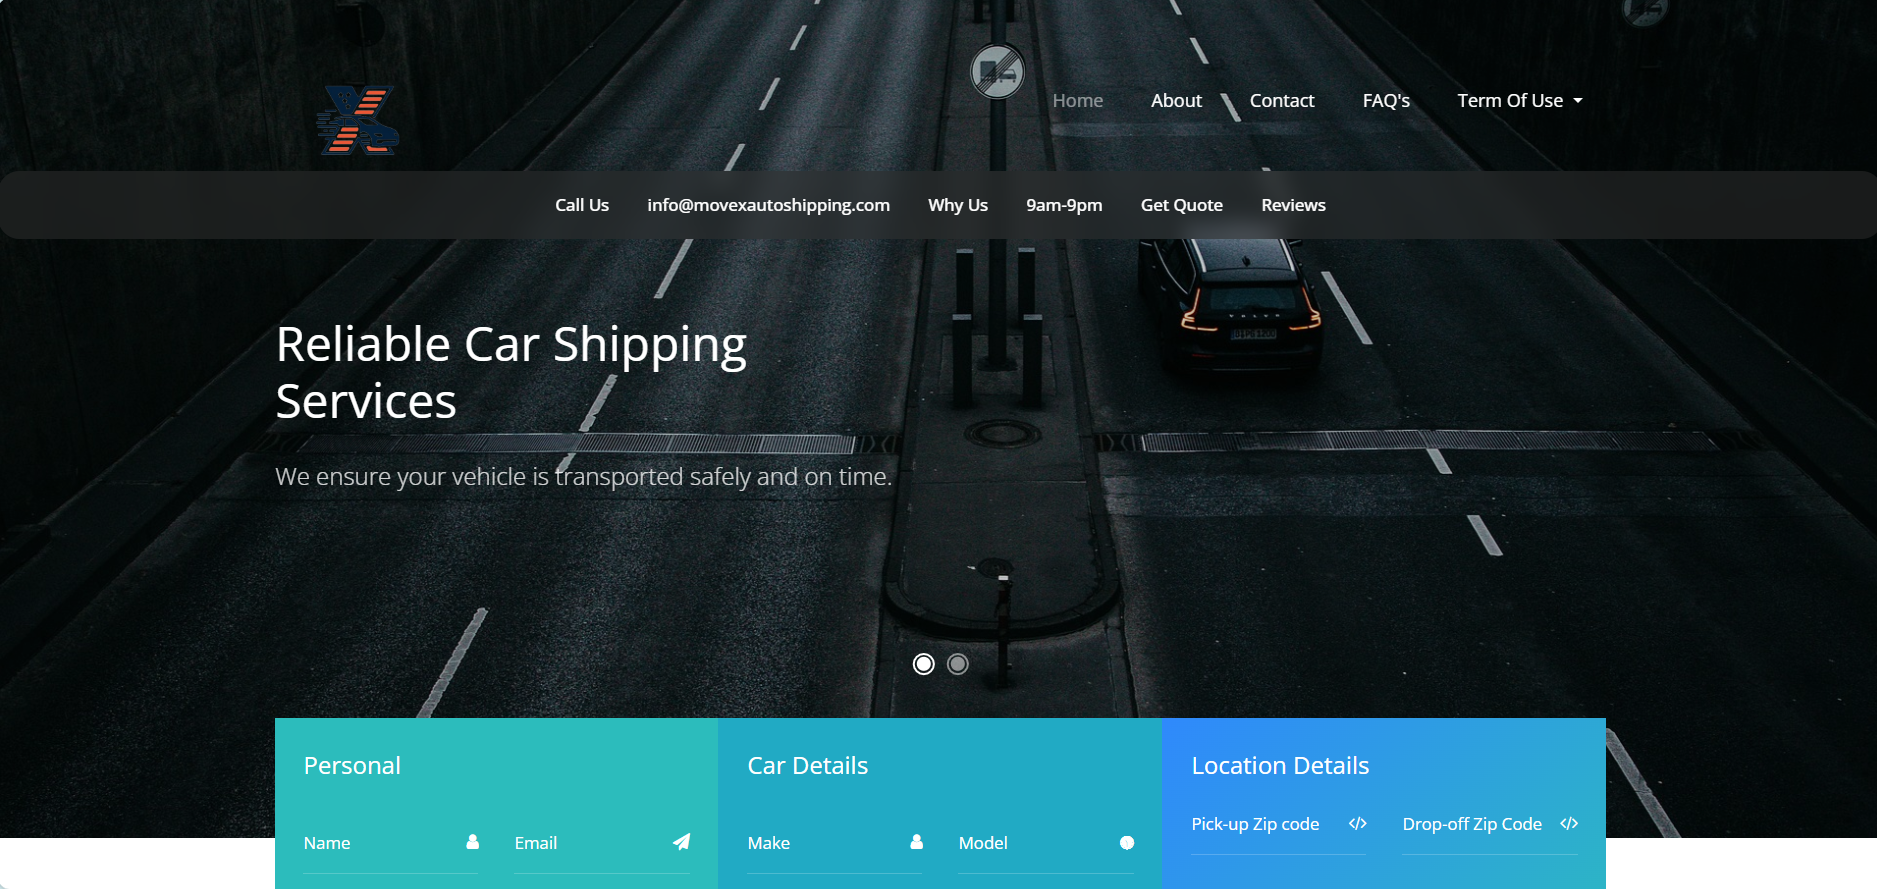 Home About Contact FAQ's Term Of Use
Call Us info@movexautoshipping.com Why Us 9am-9pm Get Quote Reviews
VOLVO
Reliable Car Shipping
Services
We ensure your vehicle is transported safely and on time.
Personal
Name Email
Car Details
Make Model
Location Details
Pick-up Zip code Drop-off Zip Code